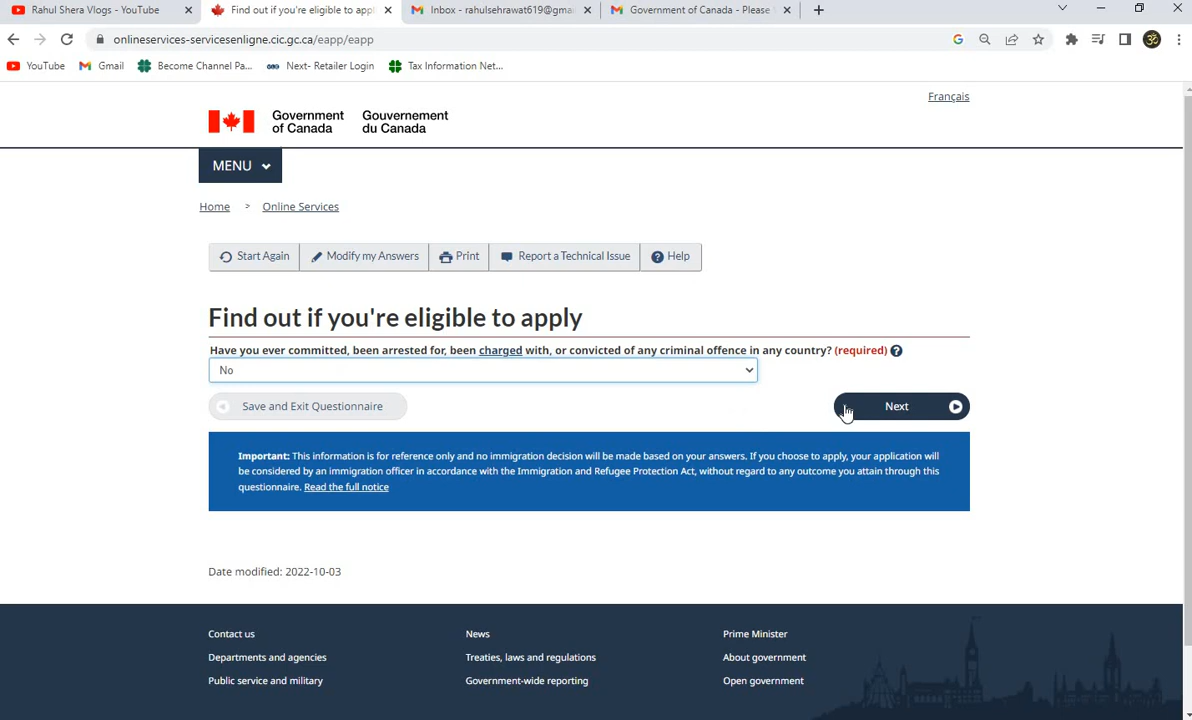 Rahul Shera Vlogs - YouTube
Find out if you're eligible to appl
Inbox - rahulsehrawat619@gmai
Government of Canada - Please
onlineservices-servicesenligne.cic.gc.ca/eapp/eapp
YouTube
Gmail
Become Channel Pa...
Next- Retailer Login
Tax Information Net...
Français
Government of Canada
Gouvernement du Canada
MENU
Home > Online Services
Start Again
Modify my Answers
Print
Report a Technical Issue
Help
Find out if you're eligible to apply
Have you ever committed, been arrested for, been charged with, or convicted of any criminal offence in any country? (required)
No
Save and Exit Questionnaire
Next
Important: This information is for reference only and no immigration decision will be made based on your answers. If you choose to apply, your application will
be considered by an immigration officer in accordance with the Immigration and Refugee Protection Act, without regard to any outcome you attain through this
questionnaire. Read the full notice
Date modified: 2022-10-03
Contact us
News
Prime Minister
Departments and agencies
Treaties, laws and regulations
About government
Public service and military
Government-wide reporting
Open government